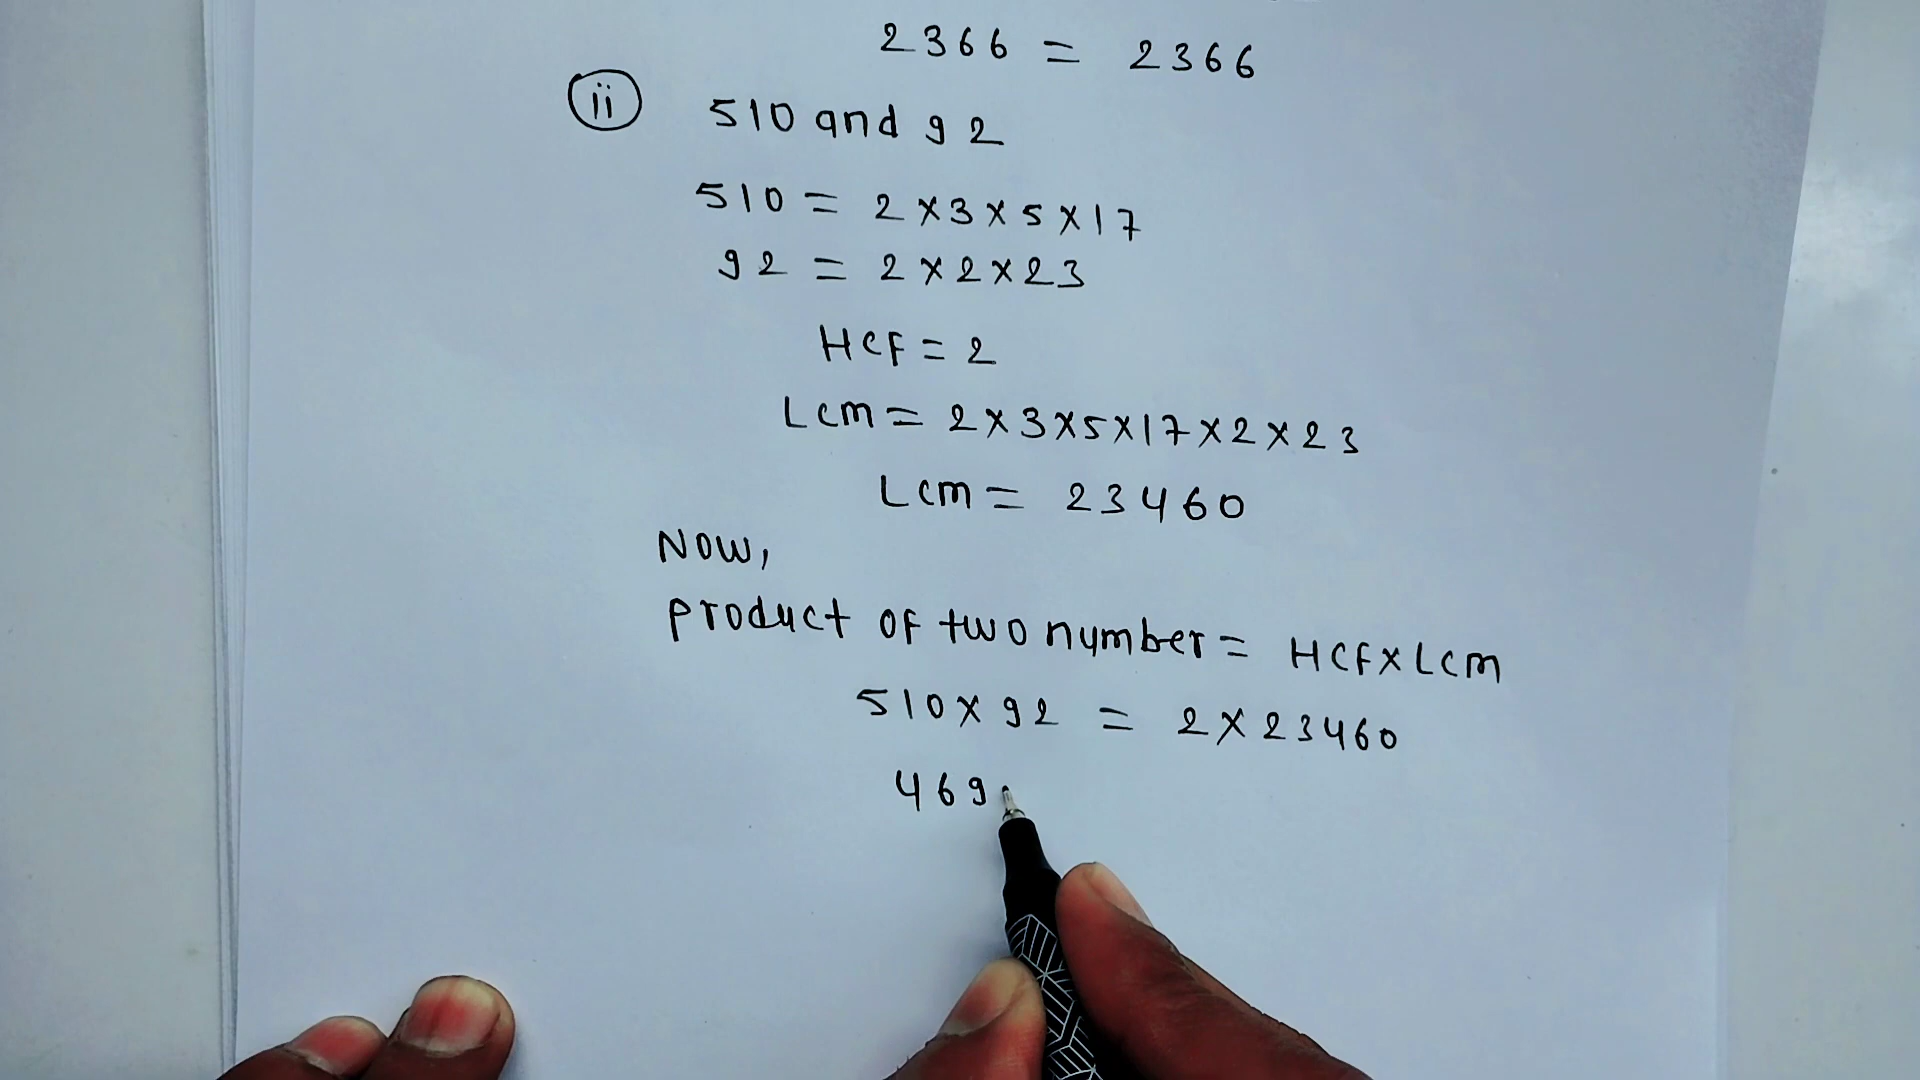 2366 = 2366
ii 510 and 92
510 = 2×3×5×17
92 = 2×2×23
HCF = 2
Lcm = 2×3×5×17×2×23
Lcm = 23460
Now,
product of two number = HCF×Lcm
510×92 = 2×23460
469